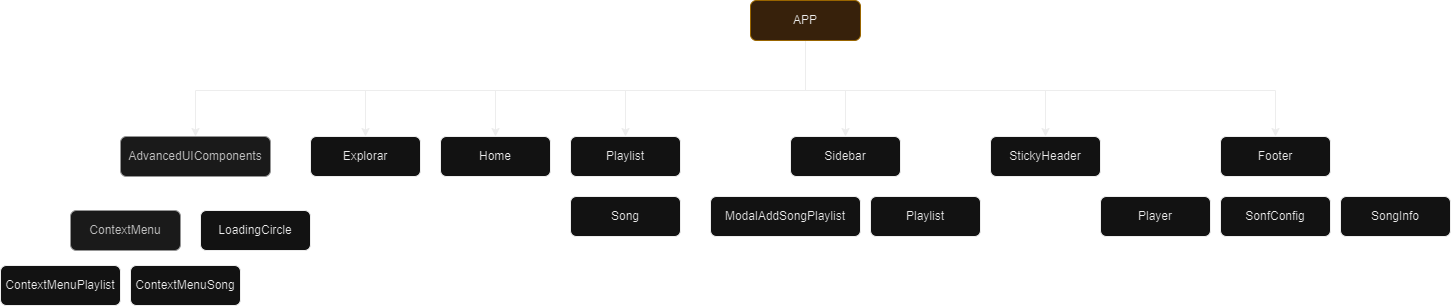 APP
AdvancedUIComponents
Explorar
Home
Playlist
Sidebar
StickyHeader
Footer
Song
ModalAddSongPlaylist
Playlist
Player
SonfConfig
SongInfo
ContextMenu
LoadingCircle
ContextMenuPlaylist
ContextMenuSong